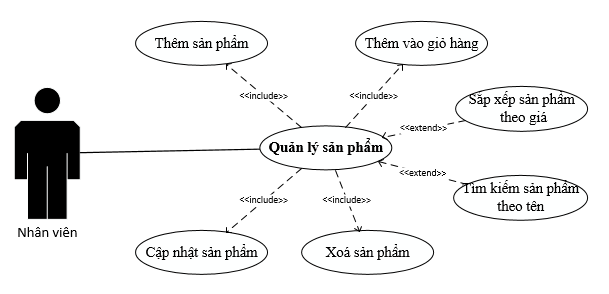 Thêm sản phẩm
Thêm vào giỏ hàng
<<include>>
<<include>>
Sắp xếp sản phẩm
theo giá
<<extend>>
Quản lý sản phẩm
<<extend>>
Tìm kiếm sản phẩm
theo tên
<<include>>
<<include>>
Nhân viên
Cập nhật sản phẩm
Xoá sản phẩm